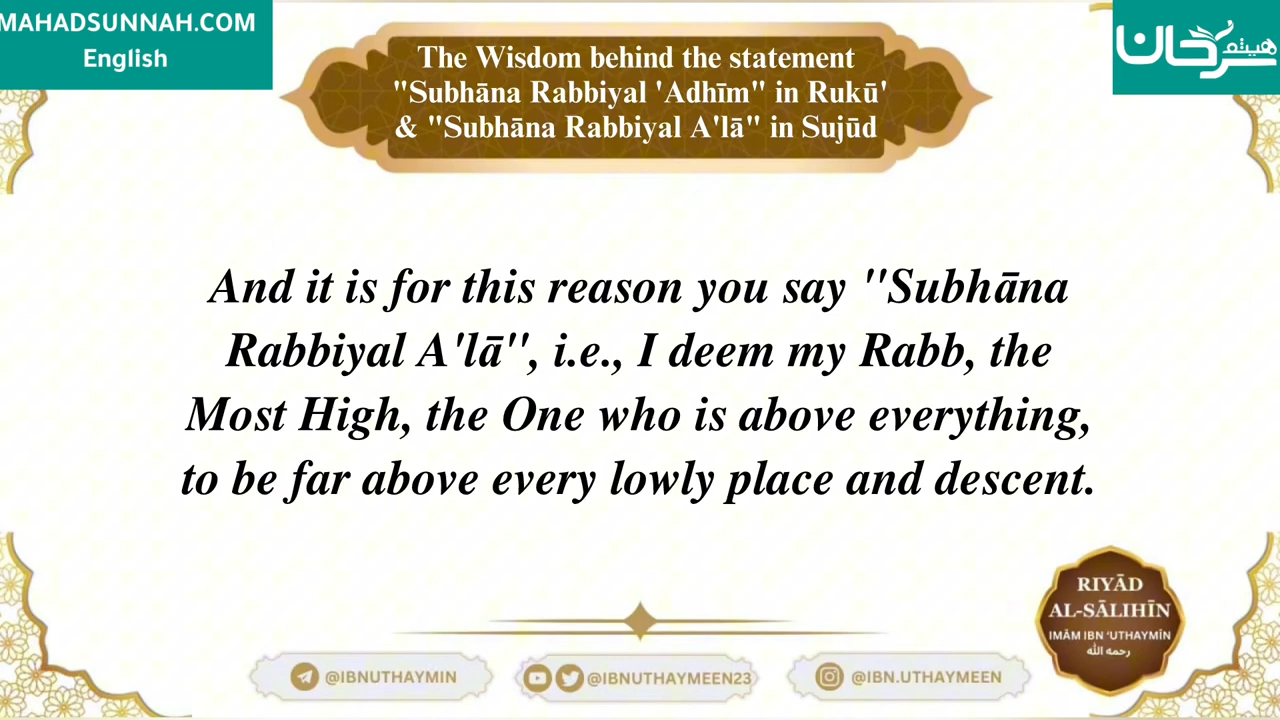 MAHADSUNNAH.COM
English
The Wisdom behind the statement
"Subhāna Rabbiyal 'Adhīm" in Rukū'
& "Subhāna Rabbiyal A'lā" in Sujūd
And it is for this reason you say "Subhāna
Rabbiyal A'lā", i.e., I deem my Rabb, the
Most High, the One who is above everything,
to be far above every lowly place and descent.
RIYĀD
AL-SĀLIHĪN
IMĀM IBN ‘UTHAYMĪN
رحمه الله
@IBNUTHAYMIN
@IBNUTHAYMEEN23
@IBN.UTHAYMEEN